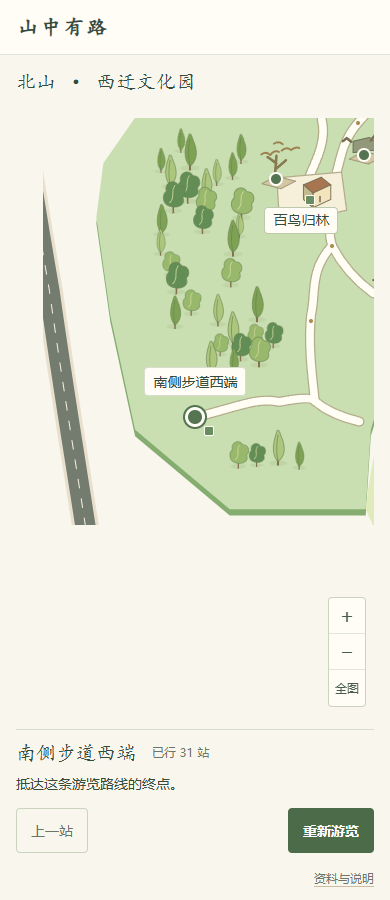 山中有路
北山 • 西迁文化园
百鸟归林
南侧步道西端
+
−
全图
南侧步道西端 已行 31 站
抵达这条游览路线的终点。
上一站 重新游览
资料与说明